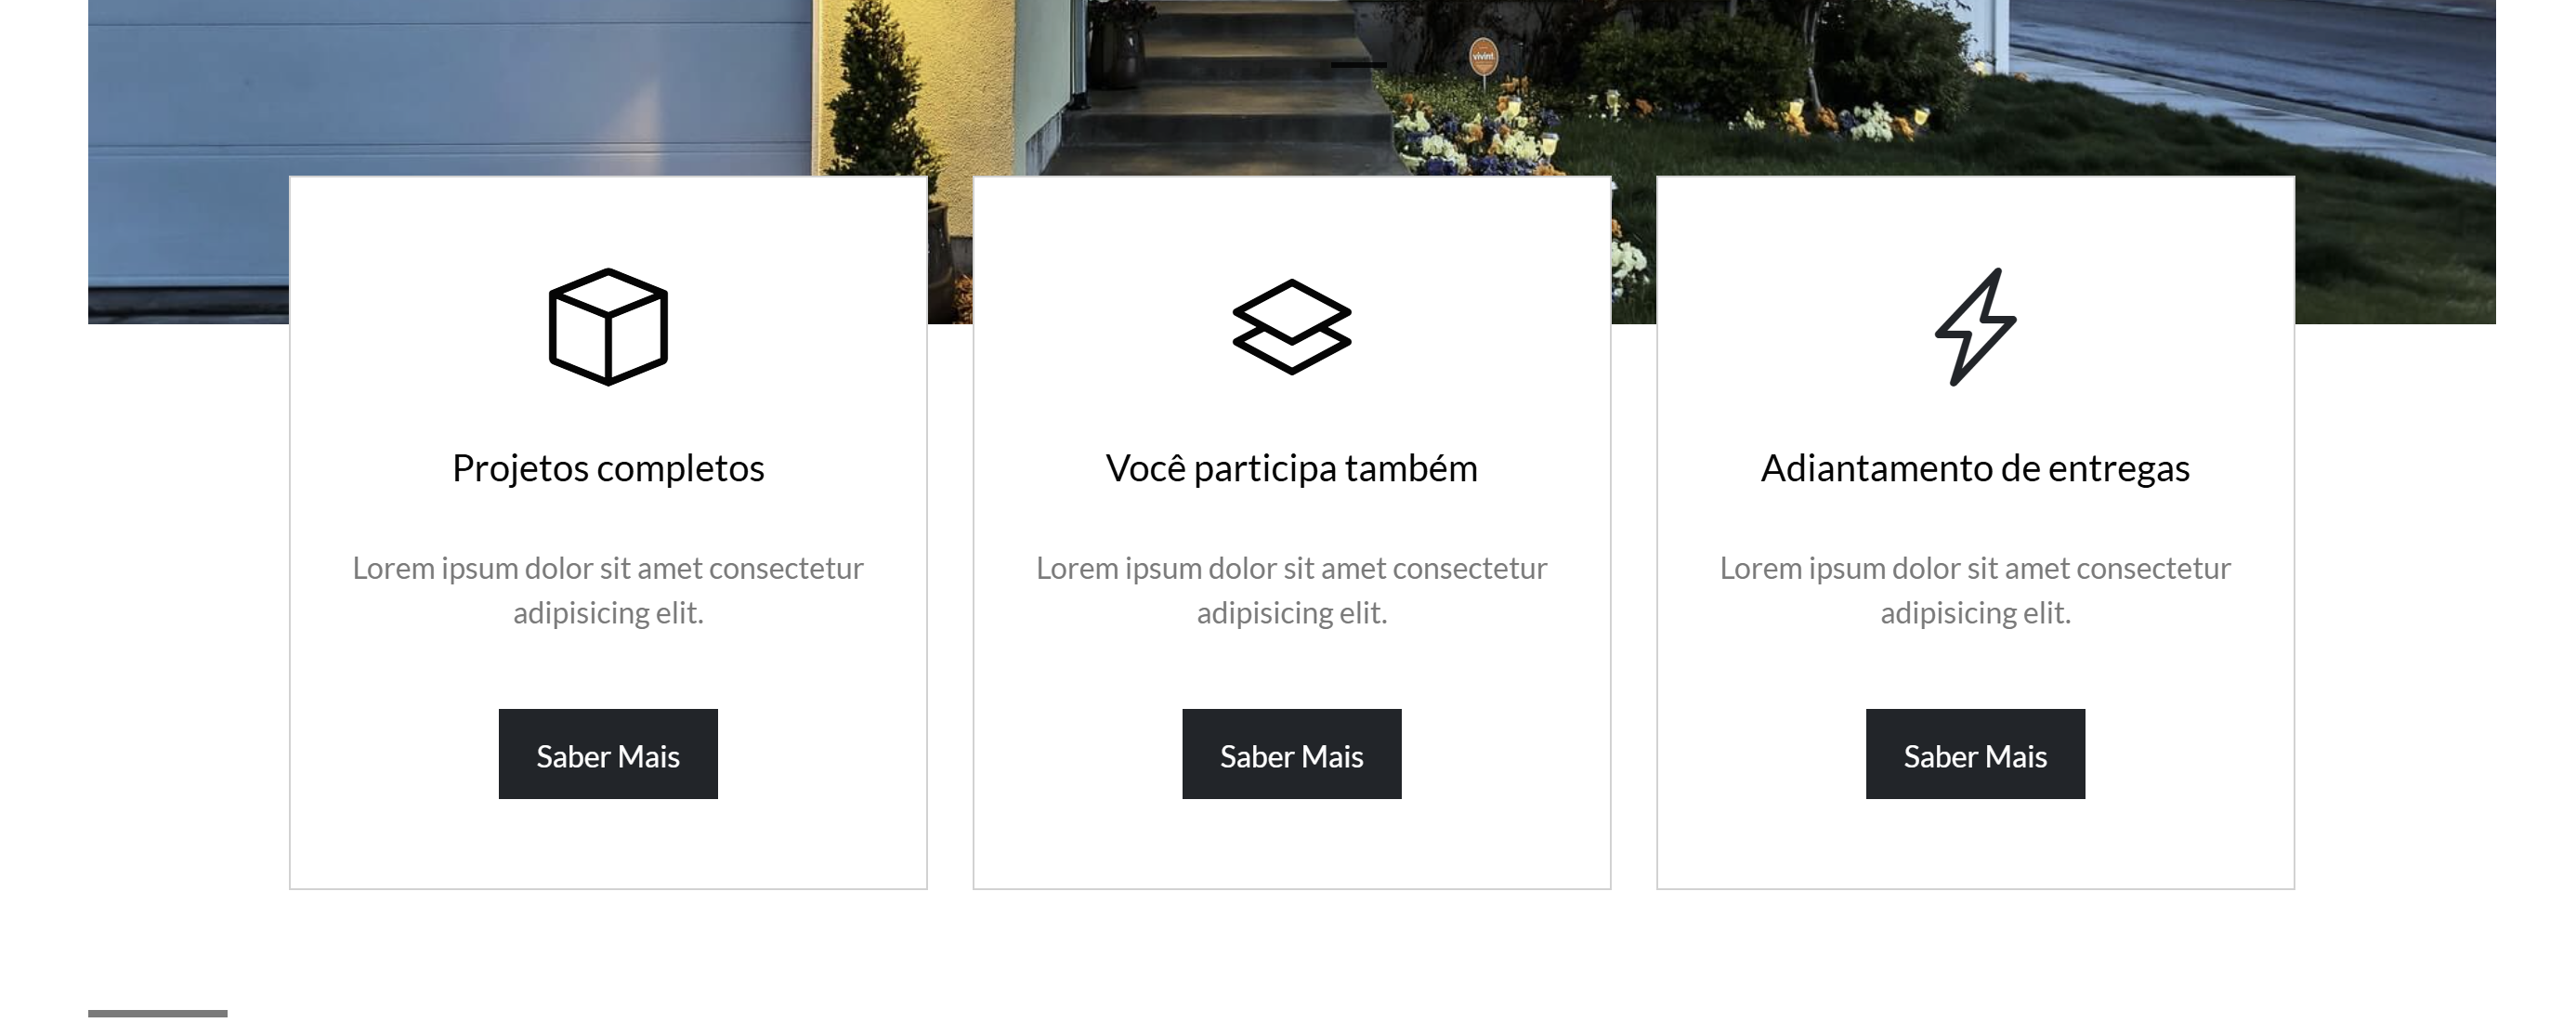 vivint
Projetos completos
Lorem ipsum dolor sit amet consectetur
adipisicing elit.
Saber Mais
Você participa também
Lorem ipsum dolor sit amet consectetur
adipisicing elit.
Saber Mais
Adiantamento de entregas
Lorem ipsum dolor sit amet consectetur
adipisicing elit.
Saber Mais